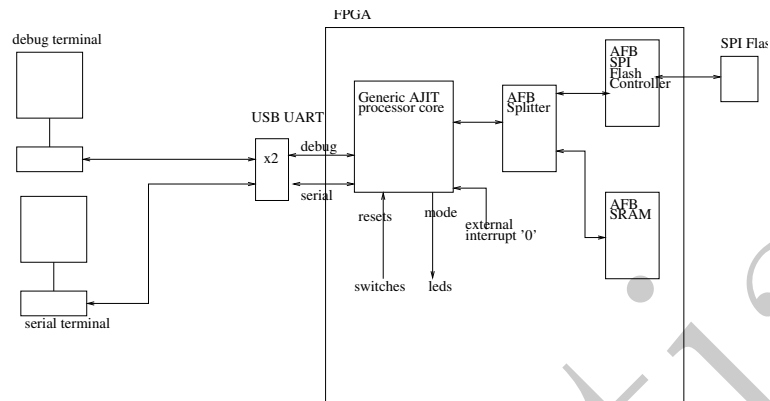 FPGA
debug terminal
AFB
SPI
Flash
Controller
SPI Flas
Generic AJIT
processor core
AFB
Splitter
USB UART
x2
debug
serial
AFB
SRAM
resets
mode
external
interrupt '0'
switches
leds
serial terminal